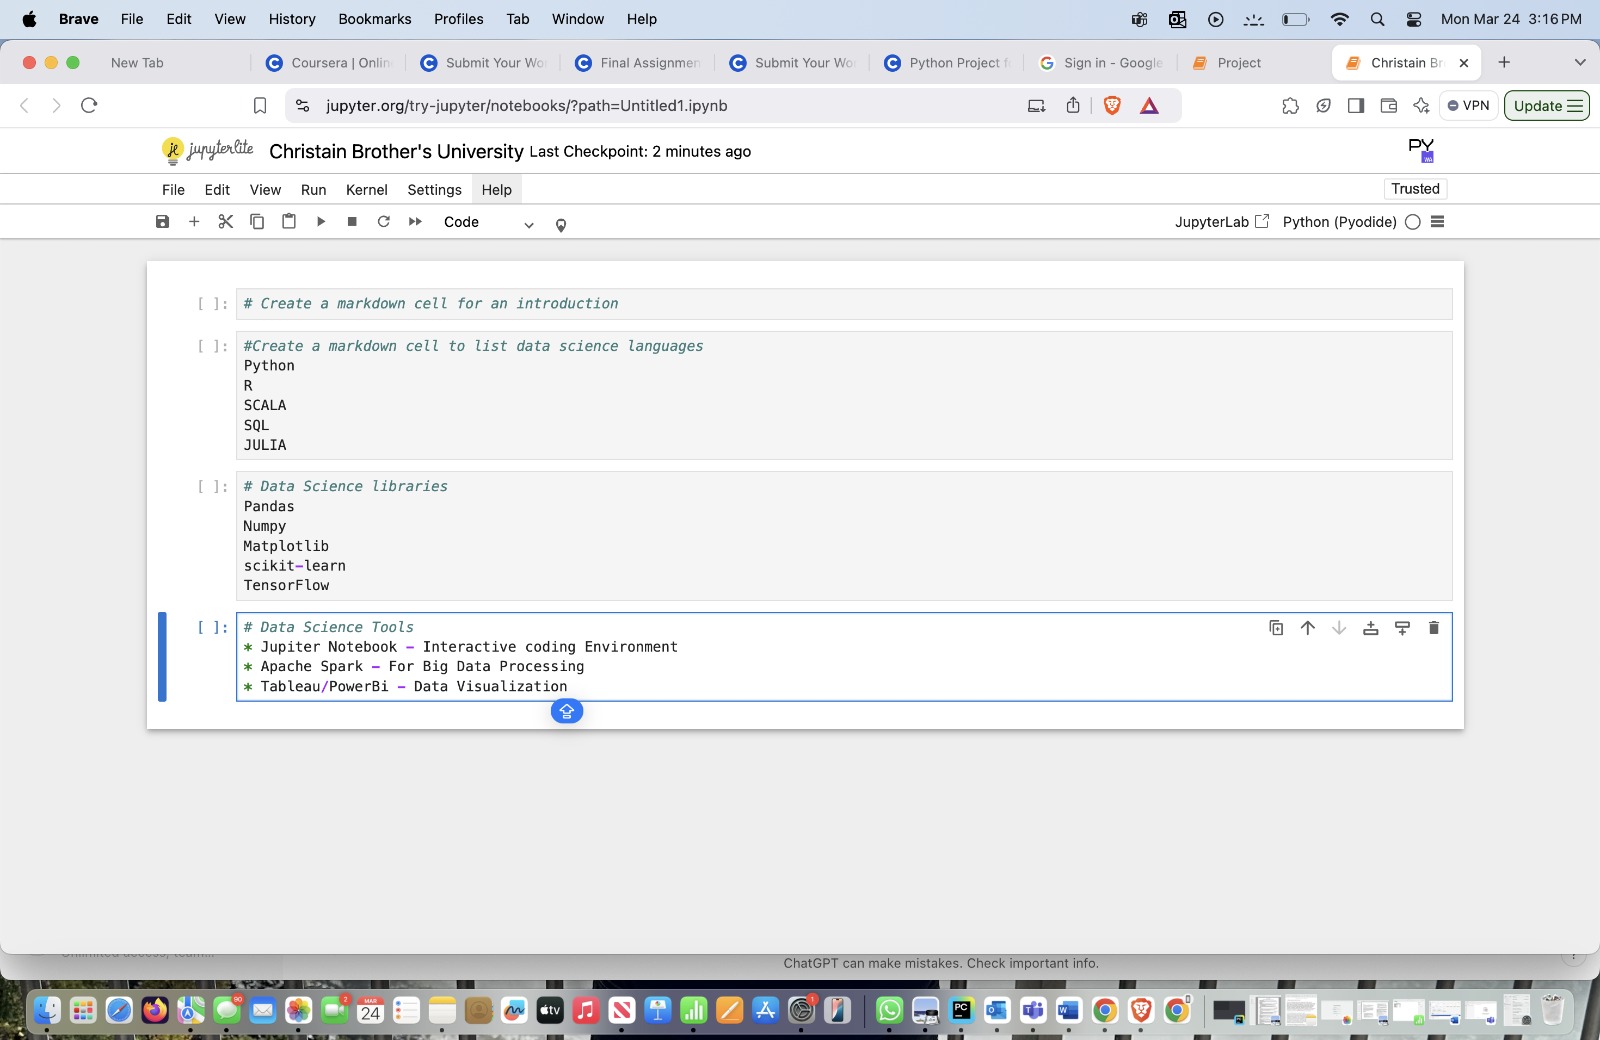 Brave File Edit View History Bookmarks Profiles Tab Window Help Mon Mar 24 3:16 PM
New Tab Coursera | Onlin Submit Your Wo Final Assignmen Submit Your Wo Python Project f Sign in - Google Project Christain Br
jupyter.org/try-jupyter/notebooks/?path=Untitled1.ipynb VPN Update
jupyterlite Christain Brother's University Last Checkpoint: 2 minutes ago PY
File Edit View Run Kernel Settings Help Trusted
Code JupyterLab Python (Pyodide)
[ ]: # Create a markdown cell for an introduction
[ ]: #Create a markdown cell to list data science languages
Python
R
SCALA
SQL
JULIA
[ ]: # Data Science libraries
Pandas
Numpy
Matplotlib
scikit-learn
TensorFlow
[ ]: # Data Science Tools
* Jupiter Notebook - Interactive coding Environment
* Apache Spark - For Big Data Processing
* Tableau/PowerBi - Data Visualization
ChatGPT can make mistakes. Check important info.
90 2 MAR 24 tv 1 PC